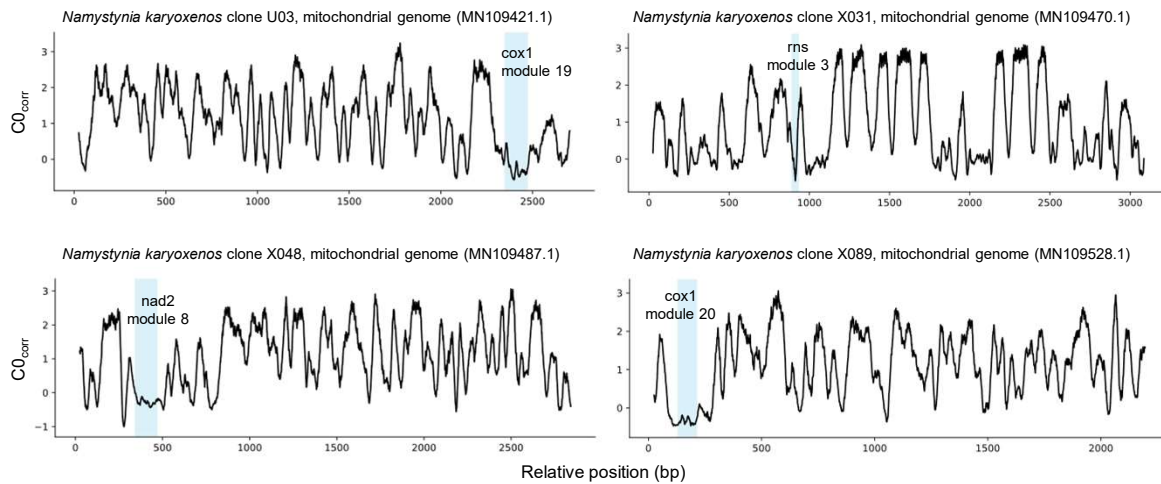 Namystynia karyoxenos clone U03, mitochondrial genome (MN109421.1)
C0corr
3
2
1
0
cox1
module 19
0 500 1000 1500 2000 2500
Namystynia karyoxenos clone X031, mitochondrial genome (MN109470.1)
3
2
1
0
rns
module 3
0 500 1000 1500 2000 2500 3000
Namystynia karyoxenos clone X048, mitochondrial genome (MN109487.1)
C0corr
3
2
1
0
−1
nad2
module 8
0 500 1000 1500 2000 2500
Namystynia karyoxenos clone X089, mitochondrial genome (MN109528.1)
3
2
1
0
cox1
module 20
0 500 1000 1500 2000
Relative position (bp)